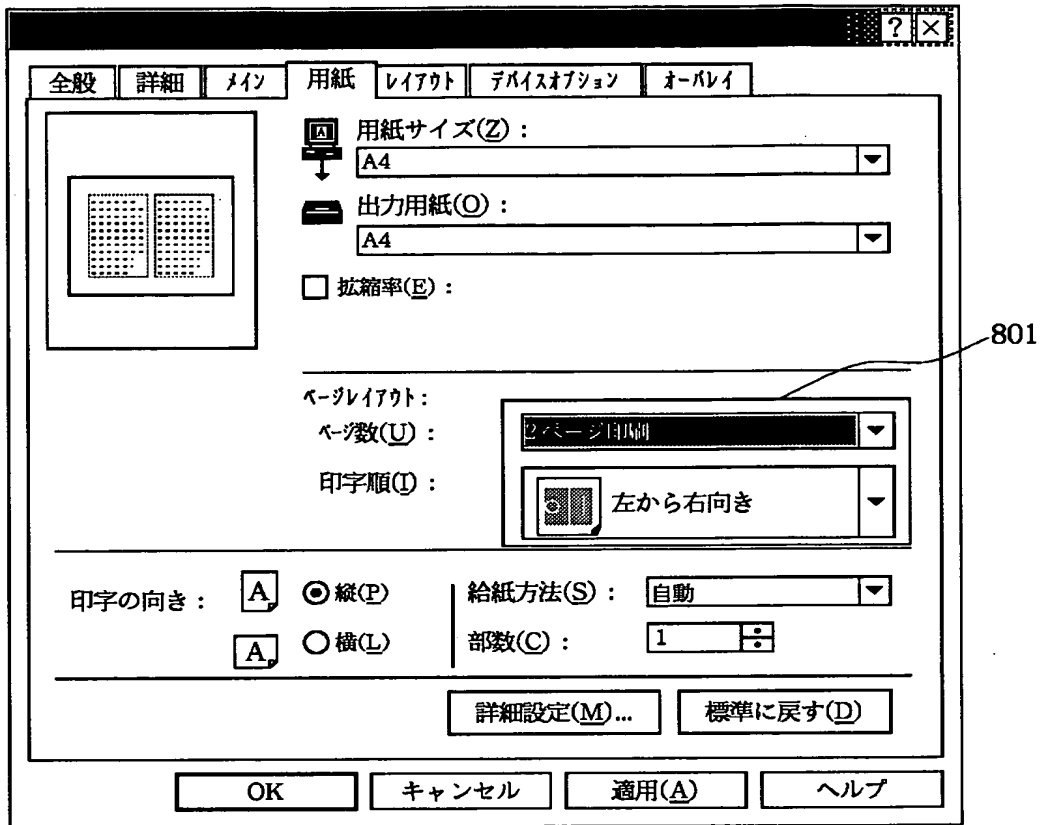 ? ×
全般 詳細 メイン 用紙 レイアウト デバイスオプション オーバレイ
用紙サイズ(Z)：
A4
出力用紙(O)：
A4
拡縮率(E)：
801
ページレイアウト：
ページ数(U)： 2ページ印刷
印字順(I)： 左から右向き
印字の向き： A 縦(P) 給紙方法(S)： 自動
A 横(L) 部数(C)： 1
詳細設定(M)... 標準に戻す(D)
OK キャンセル 適用(A) ヘルプ